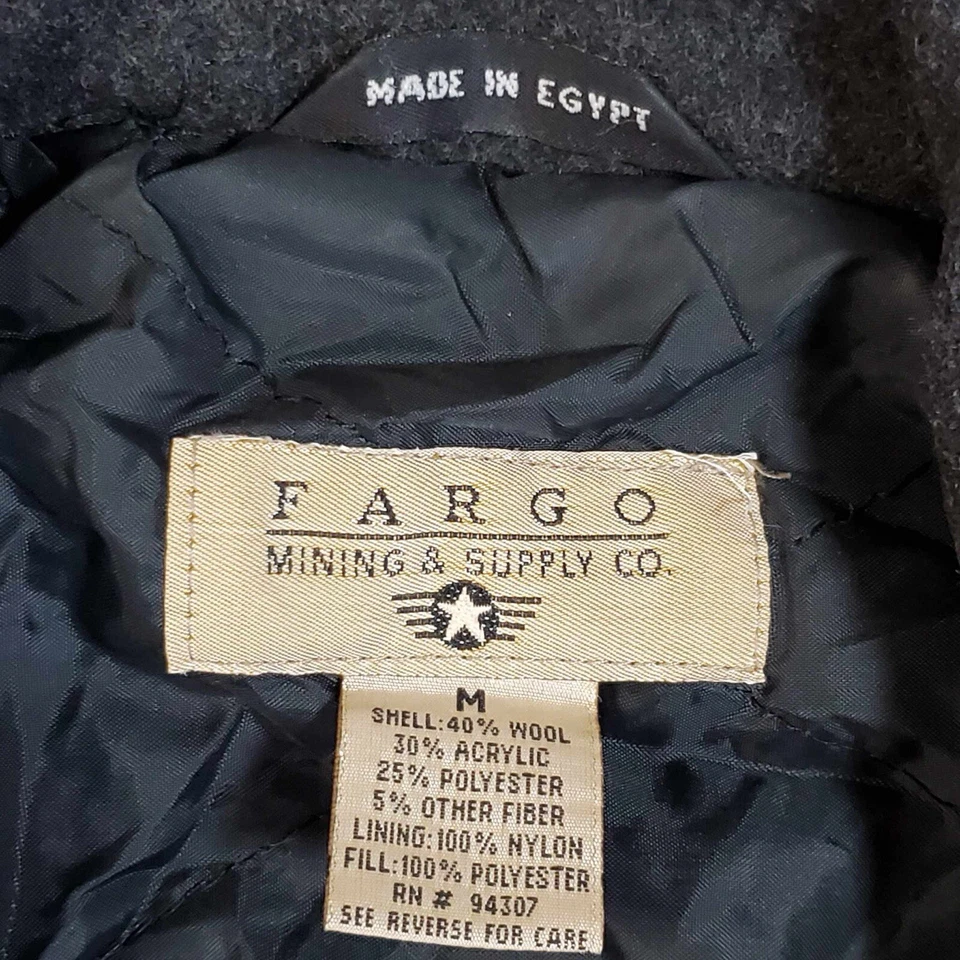 MADE IN EGYPT
FARGO
MINING & SUPPLY CO.
M
SHELL:40% WOOL
30% ACRYLIC
25% POLYESTER
5% OTHER FIBER
LINING:100% NYLON
FILL:100% POLYESTER
RN # 94307
SEE REVERSE FOR CARE